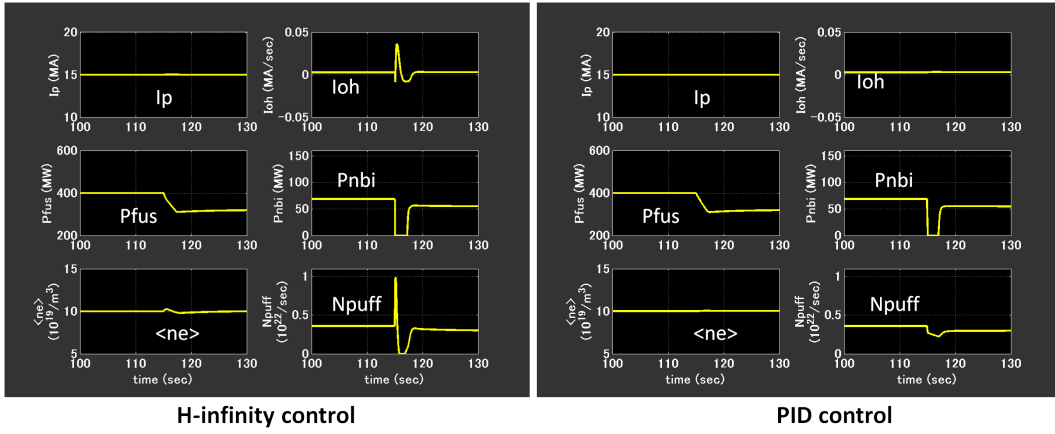 20
15
10
Ip (MA)
Ip
100
110
120
130
0.05
0
-0.05
Ioh (MA/sec)
Ioh
100
110
120
130
600
400
200
Pfus (MW)
Pfus
100
110
120
130
150
100
50
0
Pnbi (MW)
Pnbi
100
110
120
130
15
10
5
<ne>
(10^19/m^3)
<ne>
100
110
120
130
time (sec)
1
0.5
0
Npuff
(10^22/sec)
Npuff
100
110
120
130
time (sec)
H-infinity control
20
15
10
Ip (MA)
Ip
100
110
120
130
0.05
0
-0.05
Ioh (MA/sec)
Ioh
100
110
120
130
600
400
200
Pfus (MW)
Pfus
100
110
120
130
150
100
50
0
Pnbi (MW)
Pnbi
100
110
120
130
15
10
5
<ne>
(10^19/m^3)
<ne>
100
110
120
130
time (sec)
1
0.5
0
Npuff
(10^22/sec)
Npuff
100
110
120
130
time (sec)
PID control